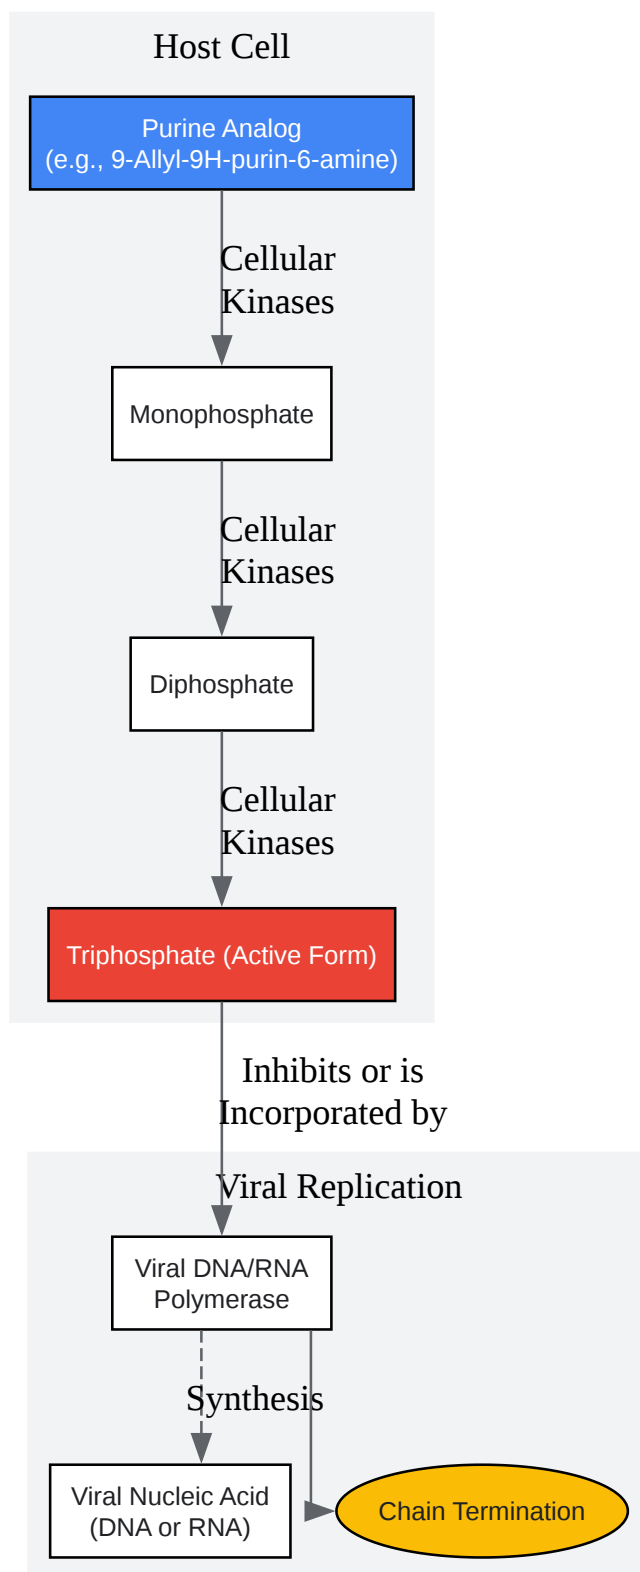 Host Cell
Purine Analog
(e.g., 9-Allyl-9H-purin-6-amine)
Cellular
Kinases
Monophosphate
Cellular
Kinases
Diphosphate
Cellular
Kinases
Triphosphate (Active Form)
Inhibits or is
Incorporated by
Viral Replication
Viral DNA/RNA
Polymerase
Synthesis
Viral Nucleic Acid
(DNA or RNA)
Chain Termination